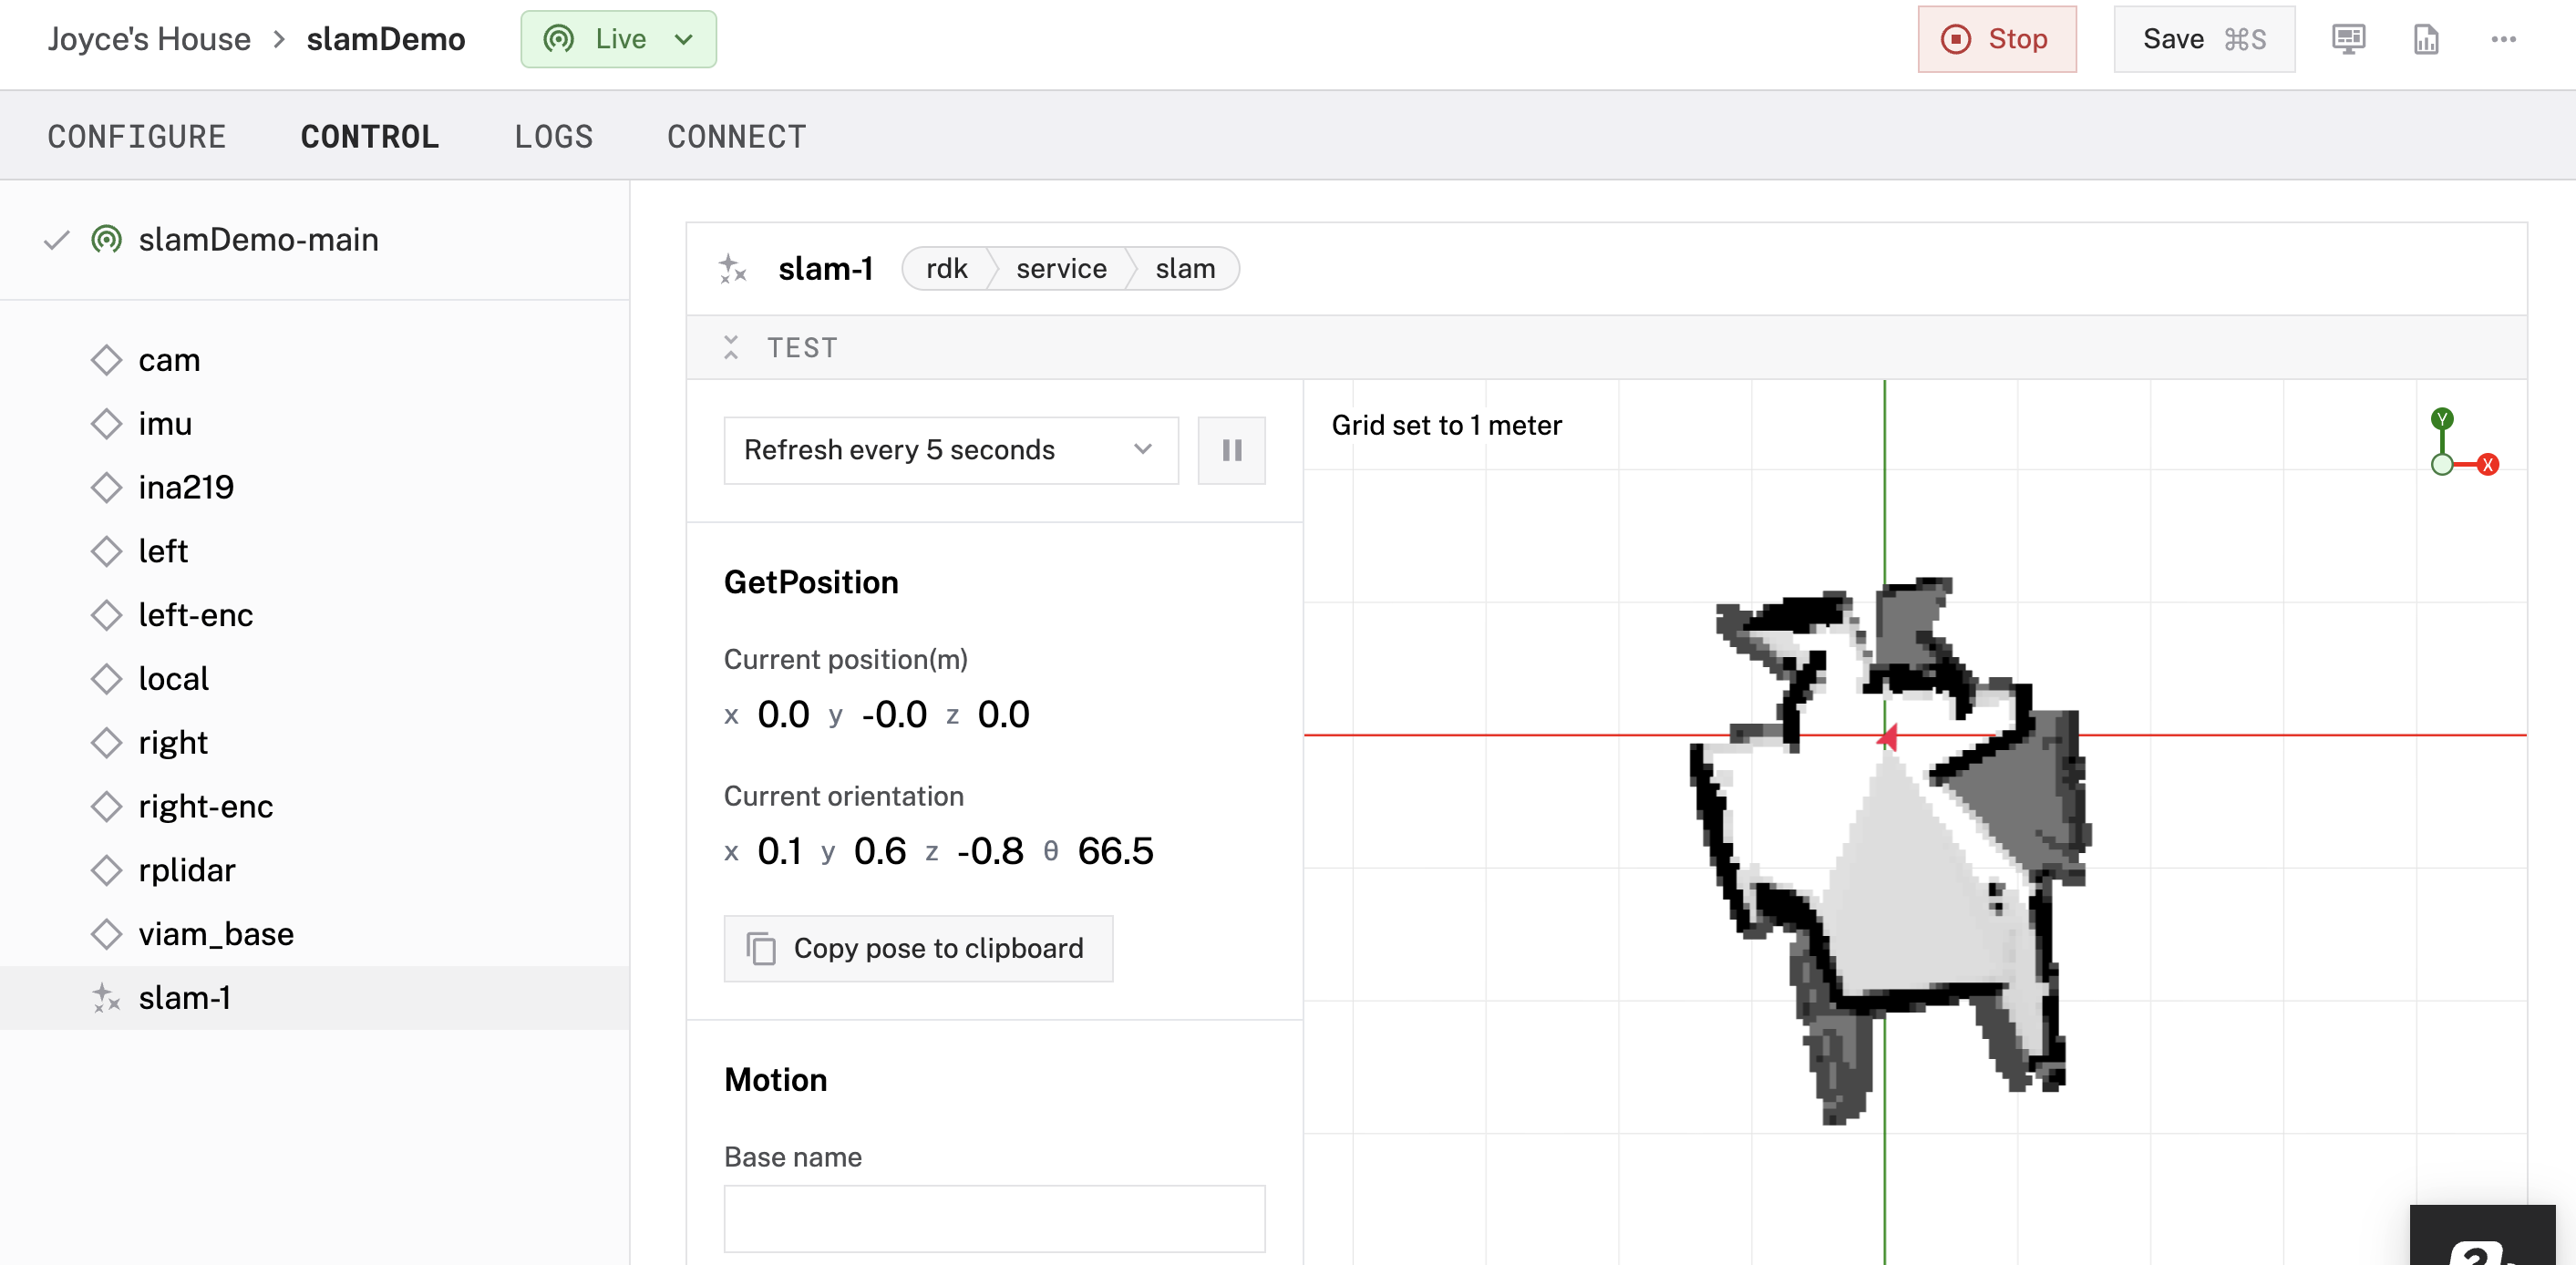 Joyce's House > slamDemo Live Stop Save ⌘S
CONFIGURE CONTROL LOGS CONNECT
slamDemo-main
cam
imu
ina219
left
left-enc
local
right
right-enc
rplidar
viam_base
slam-1
slam-1 rdk service slam
TEST
Refresh every 5 seconds
GetPosition
Current position(m)
x 0.0 y -0.0 z 0.0
Current orientation
x 0.1 y 0.6 z -0.8 θ 66.5
Copy pose to clipboard
Motion
Base name
Grid set to 1 meter
Y
X